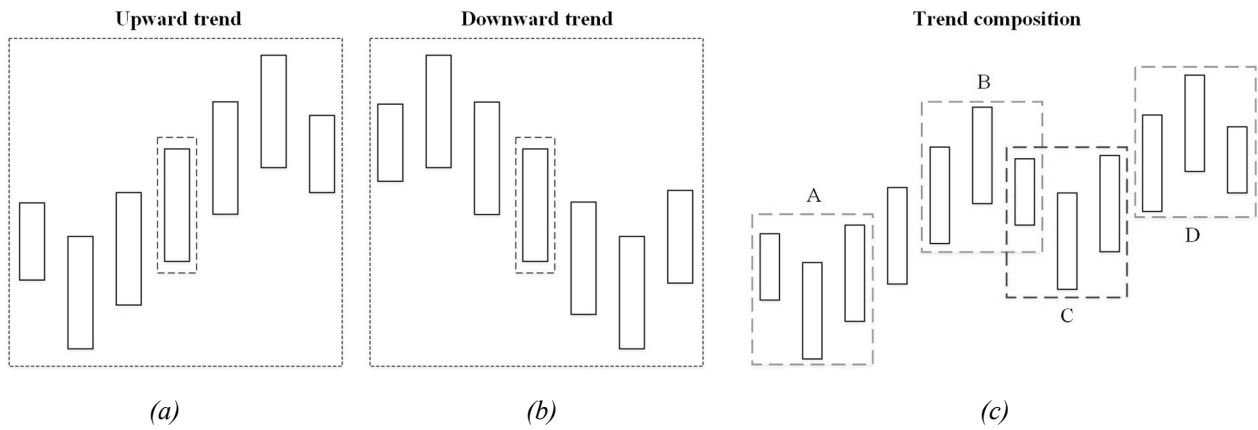 Upward trend
Downward trend
Trend composition
A
B
C
D
(a)
(b)
(c)